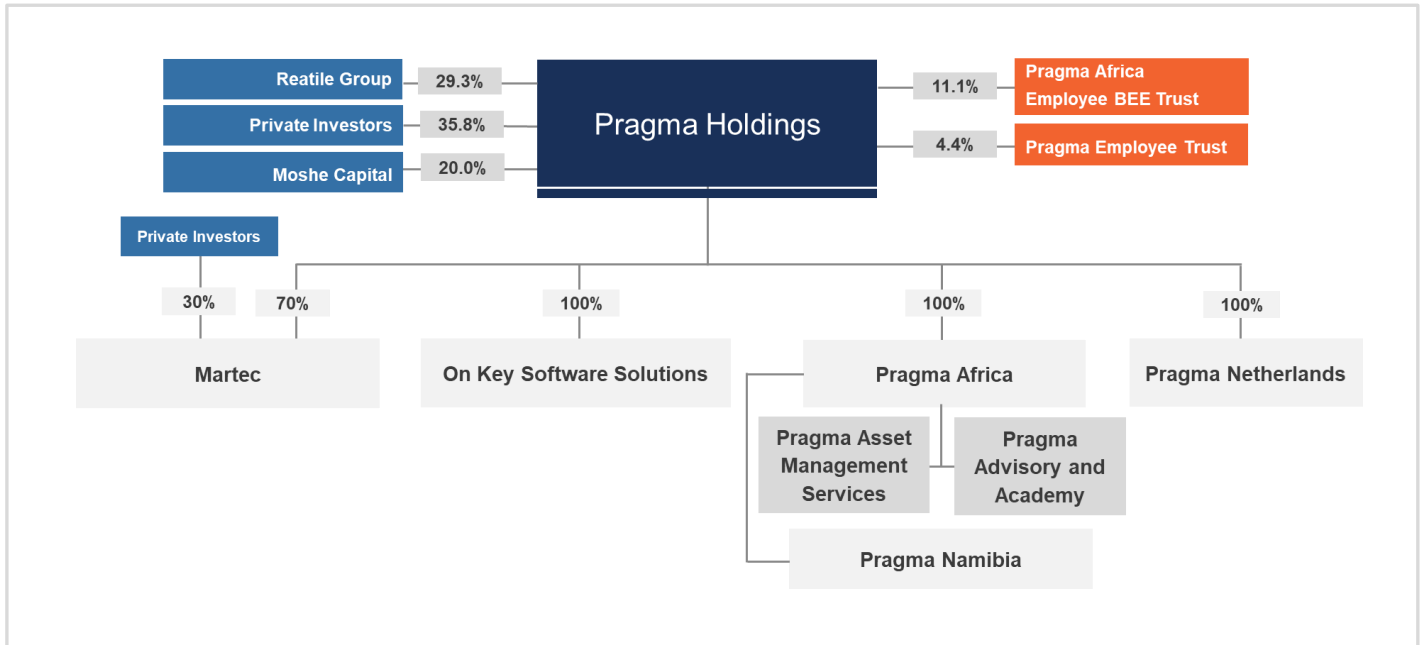 Reatile Group
29.3%
Private Investors
35.8%
Moshe Capital
20.0%
Pragma Holdings
11.1%
Pragma Africa
Employee BEE Trust
4.4%
Pragma Employee Trust
Private Investors
30%
70%
100%
100%
100%
Martec
On Key Software Solutions
Pragma Africa
Pragma Netherlands
Pragma Asset
Management
Services
Pragma
Advisory and
Academy
Pragma Namibia